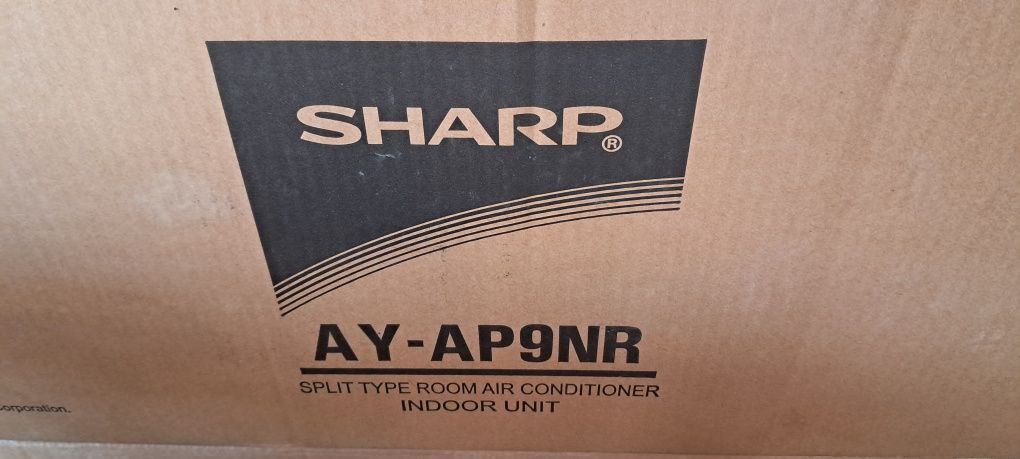 SHARP®
AY-AP9NR
SPLIT TYPE ROOM AIR CONDITIONER
INDOOR UNIT
orporation.